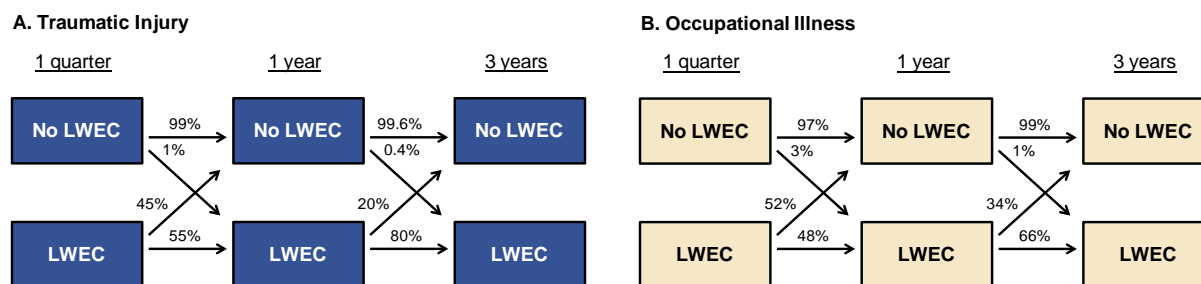 A. Traumatic Injury
1 quarter 1 year 3 years
No LWEC 99% No LWEC 99.6% No LWEC
1% 0.4%
45% 20%
LWEC 55% LWEC 80% LWEC
B. Occupational Illness
1 quarter 1 year 3 years
No LWEC 97% No LWEC 99% No LWEC
3% 1%
52% 34%
LWEC 48% LWEC 66% LWEC